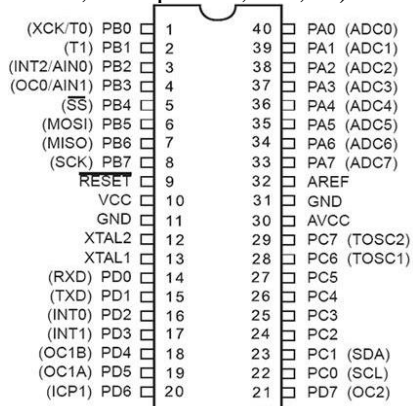 (XCK/T0) PB0 1 40 PA0 (ADC0)
(T1) PB1 2 39 PA1 (ADC1)
(INT2/AIN0) PB2 3 38 PA2 (ADC2)
(OC0/AIN1) PB3 4 37 PA3 (ADC3)
(SS) PB4 5 36 PA4 (ADC4)
(MOSI) PB5 6 35 PA5 (ADC5)
(MISO) PB6 7 34 PA6 (ADC6)
(SCK) PB7 8 33 PA7 (ADC7)
RESET 9 32 AREF
VCC 10 31 GND
GND 11 30 AVCC
XTAL2 12 29 PC7 (TOSC2)
XTAL1 13 28 PC6 (TOSC1)
(RXD) PD0 14 27 PC5
(TXD) PD1 15 26 PC4
(INT0) PD2 16 25 PC3
(INT1) PD3 17 24 PC2
(OC1B) PD4 18 23 PC1 (SDA)
(OC1A) PD5 19 22 PC0 (SCL)
(ICP1) PD6 20 21 PD7 (OC2)